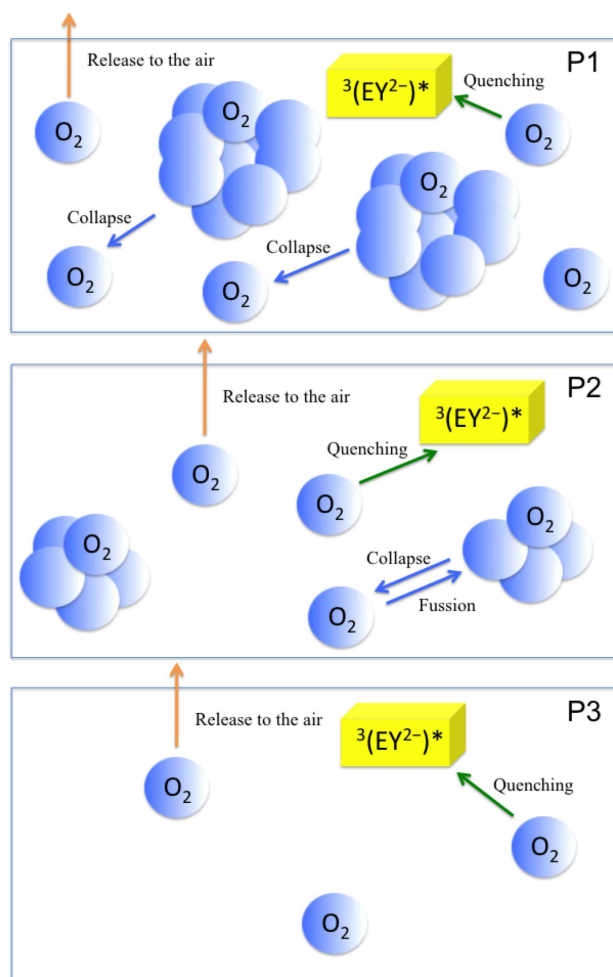 Release to the air
P1
³(EY²⁻)*
Quenching
O₂
O₂
O₂
O₂
Collapse
Collapse
O₂
O₂
O₂
O₂
P2
Release to the air
³(EY²⁻)*
Quenching
O₂
O₂
O₂
O₂
Collapse
Fussion
O₂
P3
Release to the air
³(EY²⁻)*
Quenching
O₂
O₂
O₂